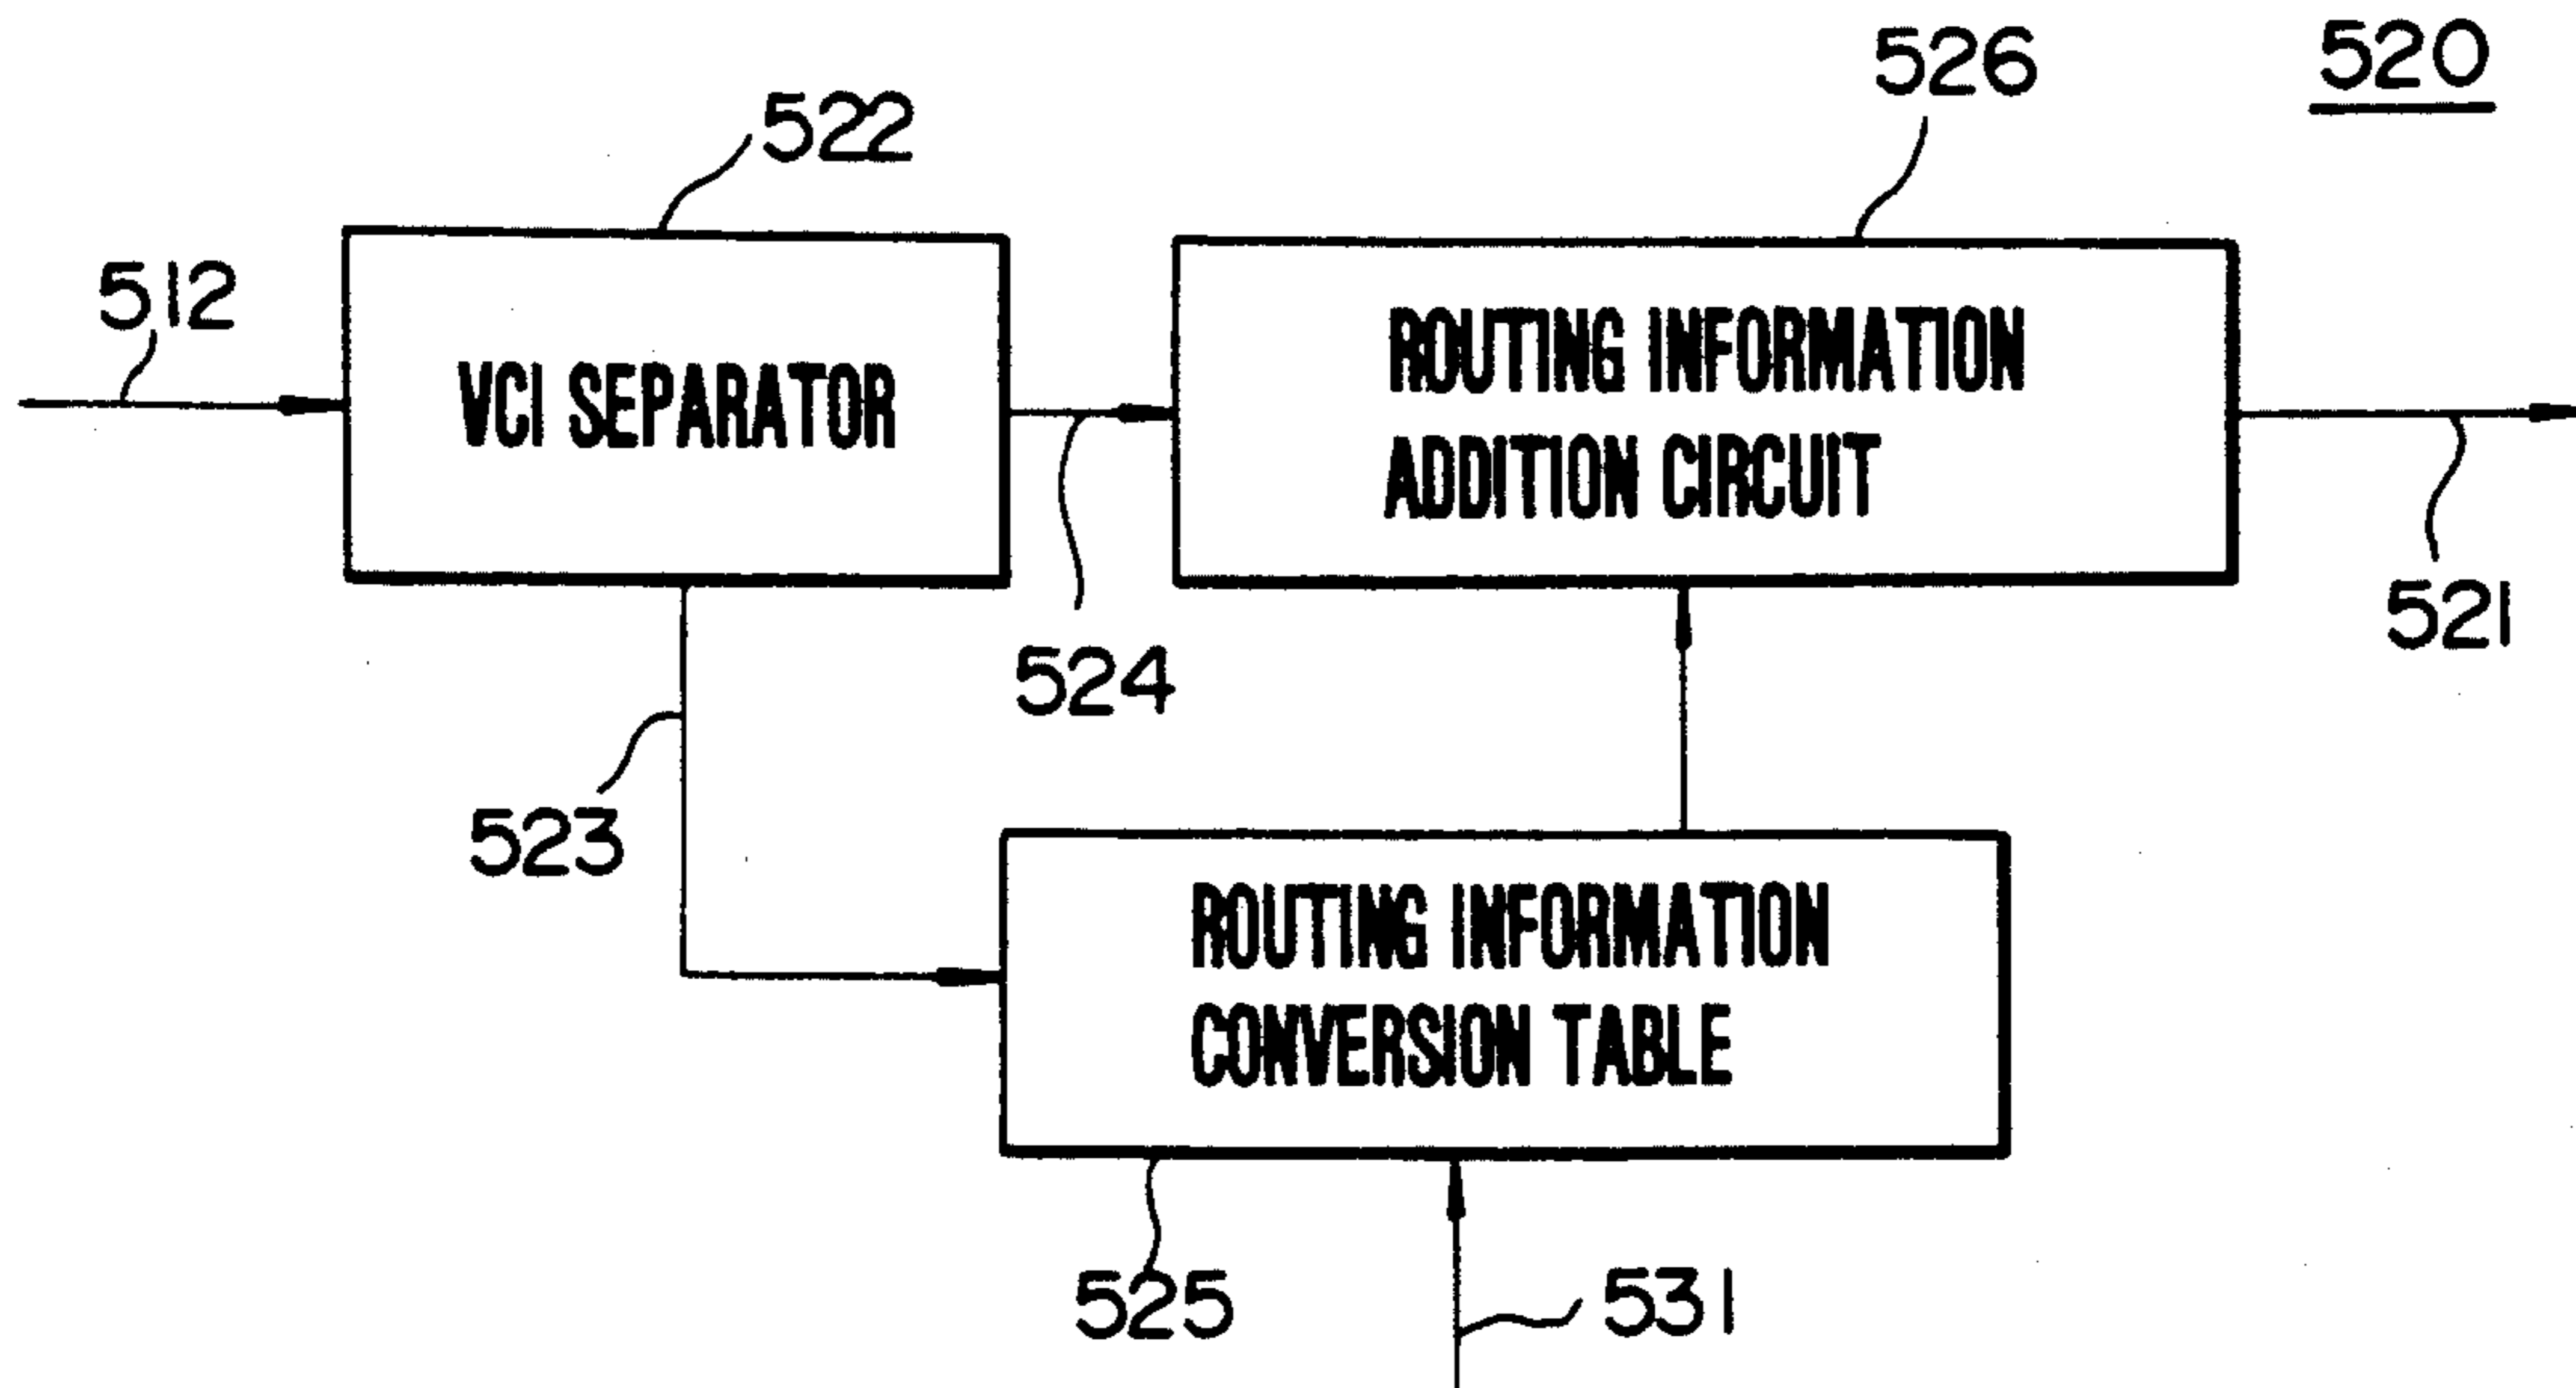 520
526
522
512
VCI SEPARATOR
ROUTING INFORMATION
ADDITION CIRCUIT
524
521
523
ROUTING INFORMATION
CONVERSION TABLE
525
531